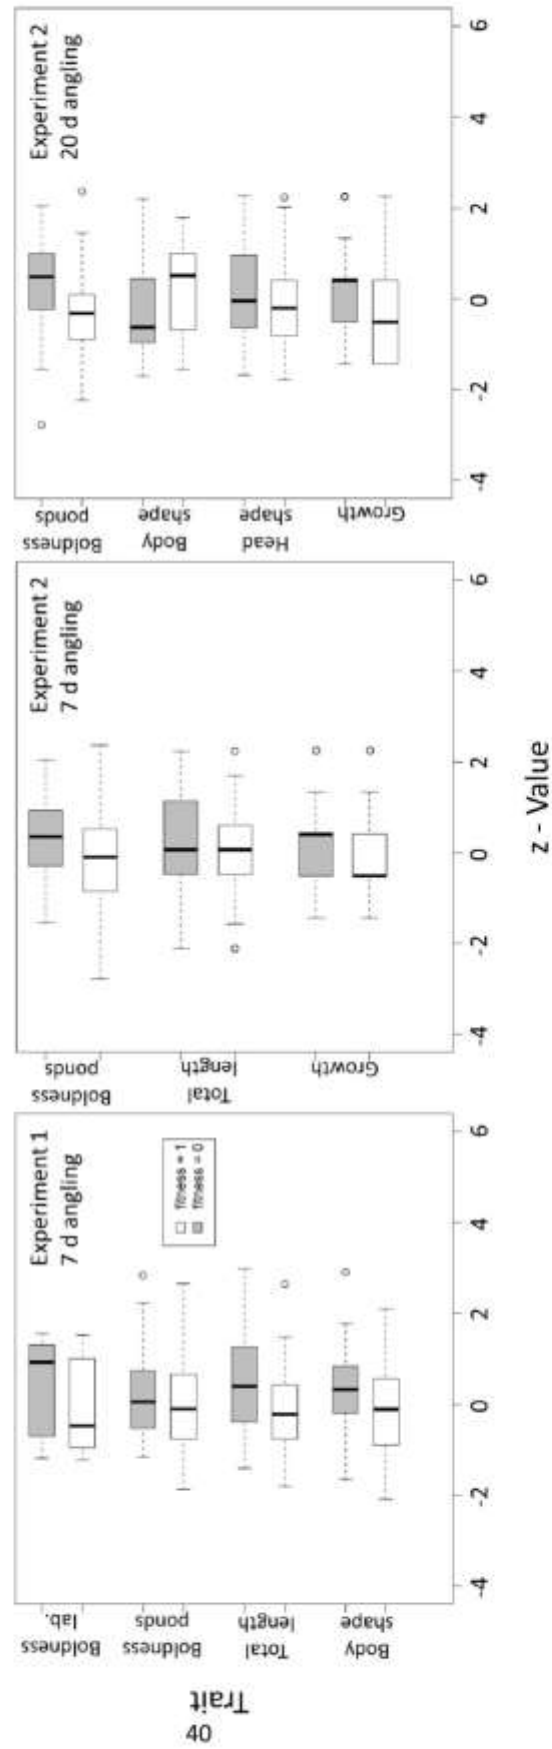 Experiment 1
7 d angling
fitness = 1
fitness = 0
Boldness
lab.
Boldness
ponds
Total
length
Body
shape
-4
-2
0
2
4
6
Experiment 2
7 d angling
Boldness
ponds
Total
length
Growth
-4
-2
0
2
4
6
Experiment 2
20 d angling
Boldness
ponds
Body
shape
Head
shape
Growth
-4
-2
0
2
4
6
Trait
z - Value
40